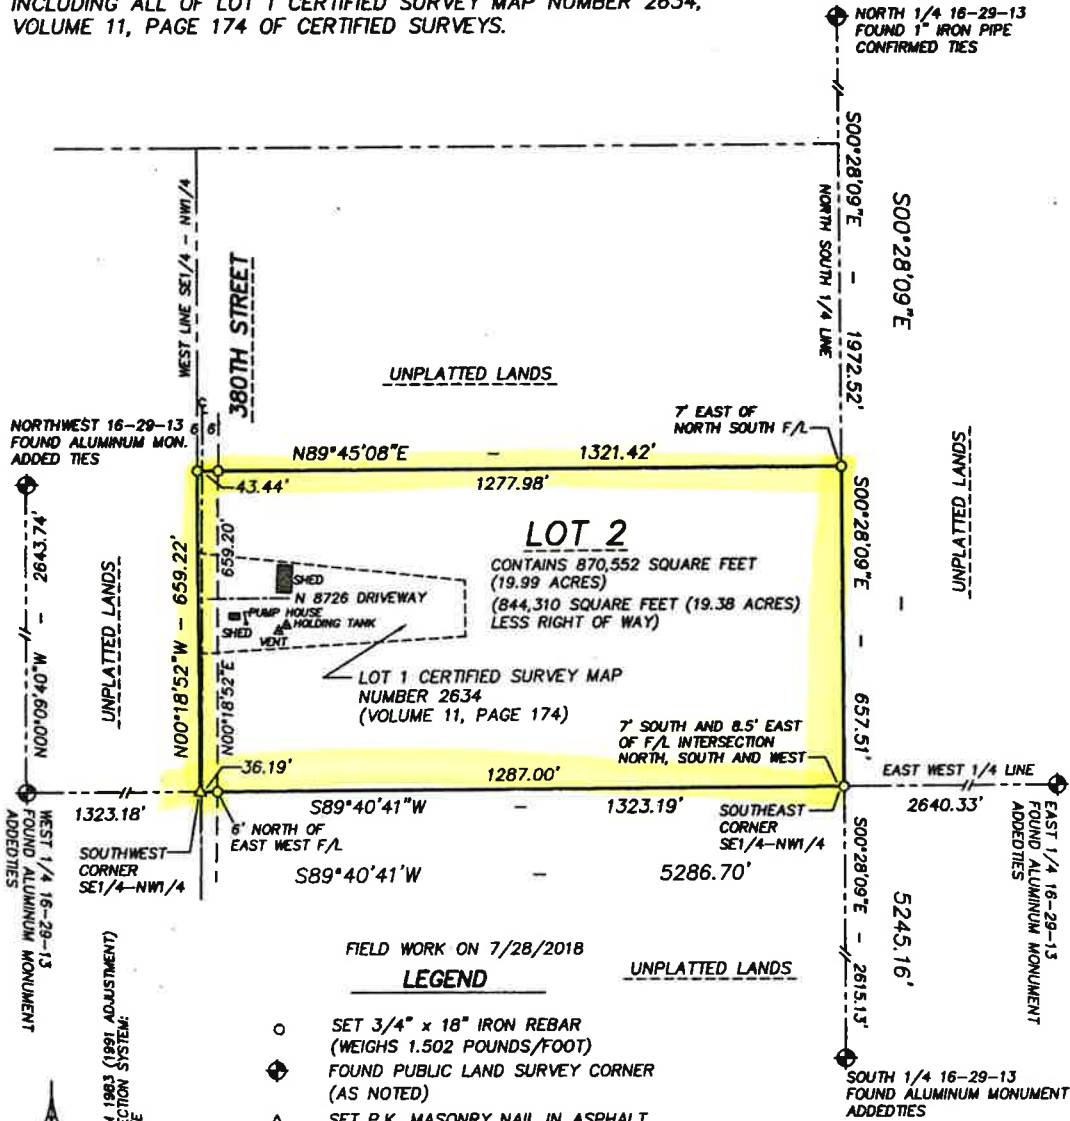 INCLUDING ALL OF LOT 1 CERTIFIED SURVEY MAP NUMBER 2634,
VOLUME 11, PAGE 174 OF CERTIFIED SURVEYS.
NORTH 1/4 16-29-13
FOUND 1" IRON PIPE
CONFIRMED TIES
S00°28'09"E - 1972.52'
NORTH SOUTH 1/4 LINE
S00°28'09"E - 5245.16'
WEST LINE SE1/4 - NW1/4
380TH STREET
UNPLATTED LANDS
NORTHWEST 16-29-13
FOUND ALUMINUM MON.
ADDED TIES
6 6
7' EAST OF
NORTH SOUTH F/L
N89°45'08"E - 1321.42'
43.44'
1277.98'
UNPLATTED LANDS
LOT 2
CONTAINS 870,552 SQUARE FEET
(19.99 ACRES)
(844,310 SQUARE FEET (19.38 ACRES)
LESS RIGHT OF WAY)
N00°09'40"W - 2643.74'
UNPLATTED LANDS
N00°18'52"W - 659.22'
659.20'
N00°18'52"E
SHED
N 8726 DRIVEWAY
PUMP HOUSE
HOLDING TANK
SHED
VENT
LOT 1 CERTIFIED SURVEY MAP
NUMBER 2634
(VOLUME 11, PAGE 174)
S00°28'09"E - 657.51'
7' SOUTH AND 8.5' EAST
OF F/L INTERSECTION
NORTH, SOUTH AND WEST
36.19'
1287.00'
EAST WEST 1/4 LINE
1323.18'
S89°40'41"W - 1323.19'
2640.33'
6' NORTH OF
EAST WEST F/L
SOUTHEAST
CORNER
SE1/4-NW1/4
SOUTHWEST
CORNER
SE1/4-NW1/4
S89°40'41'W - 5286.70'
WEST 1/4 16-29-13
FOUND ALUMINUM MONUMENT
ADDEDTIES
EAST 1/4 16-29-13
FOUND ALUMINUM MONUMENT
ADDEDTIES
S00°28'09"E - 2615.13'
FIELD WORK ON 7/28/2018
UNPLATTED LANDS
LEGEND
SET 3/4" x 18" IRON REBAR
(WEIGHS 1.502 POUNDS/FOOT)
FOUND PUBLIC LAND SURVEY CORNER
(AS NOTED)
SET P.K. MASONRY NAIL IN ASPHALT
SOUTH 1/4 16-29-13
FOUND ALUMINUM MONUMENT
ADDEDTIES
1983 (1991 ADJUSTMENT)
SYSTEM: